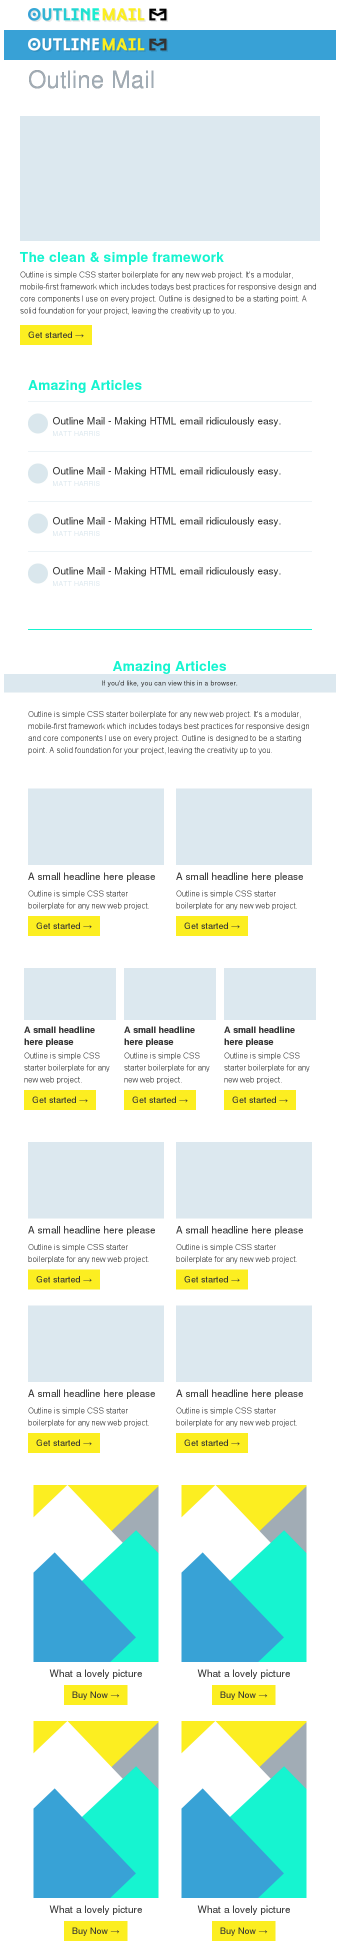 OUTLINEMAIL
OUTLINEMAIL
Outline Mail
The clean & simple framework
Outline is simple CSS starter boilerplate for any new web project. It's a modular,
mobile-first framework which includes todays best practices for responsive design and
core components I use on every project. Outline is designed to be a starting point. A
solid foundation for your project, leaving the creativity up to you.
Get started →
Amazing Articles
Outline Mail - Making HTML email ridiculously easy.
MATT HARRIS
Outline Mail - Making HTML email ridiculously easy.
MATT HARRIS
Outline Mail - Making HTML email ridiculously easy.
MATT HARRIS
Outline Mail - Making HTML email ridiculously easy.
MATT HARRIS
Amazing Articles
If you'd like, you can view this in a browser.
Outline is simple CSS starter boilerplate for any new web project. It's a modular,
mobile-first framework which includes todays best practices for responsive design
and core components I use on every project. Outline is designed to be a starting
point. A solid foundation for your project, leaving the creativity up to you.
A small headline here please
Outline is simple CSS starter
boilerplate for any new web project.
Get started →
A small headline here please
Outline is simple CSS starter
boilerplate for any new web project.
Get started →
A small headline
here please
Outline is simple CSS
starter boilerplate for any
new web project.
Get started →
A small headline
here please
Outline is simple CSS
starter boilerplate for any
new web project.
Get started →
A small headline
here please
Outline is simple CSS
starter boilerplate for any
new web project.
Get started →
A small headline here please
Outline is simple CSS starter
boilerplate for any new web project.
Get started →
A small headline here please
Outline is simple CSS starter
boilerplate for any new web project.
Get started →
A small headline here please
Outline is simple CSS starter
boilerplate for any new web project.
Get started →
A small headline here please
Outline is simple CSS starter
boilerplate for any new web project.
Get started →
What a lovely picture
Buy Now →
What a lovely picture
Buy Now →
What a lovely picture
Buy Now →
What a lovely picture
Buy Now →